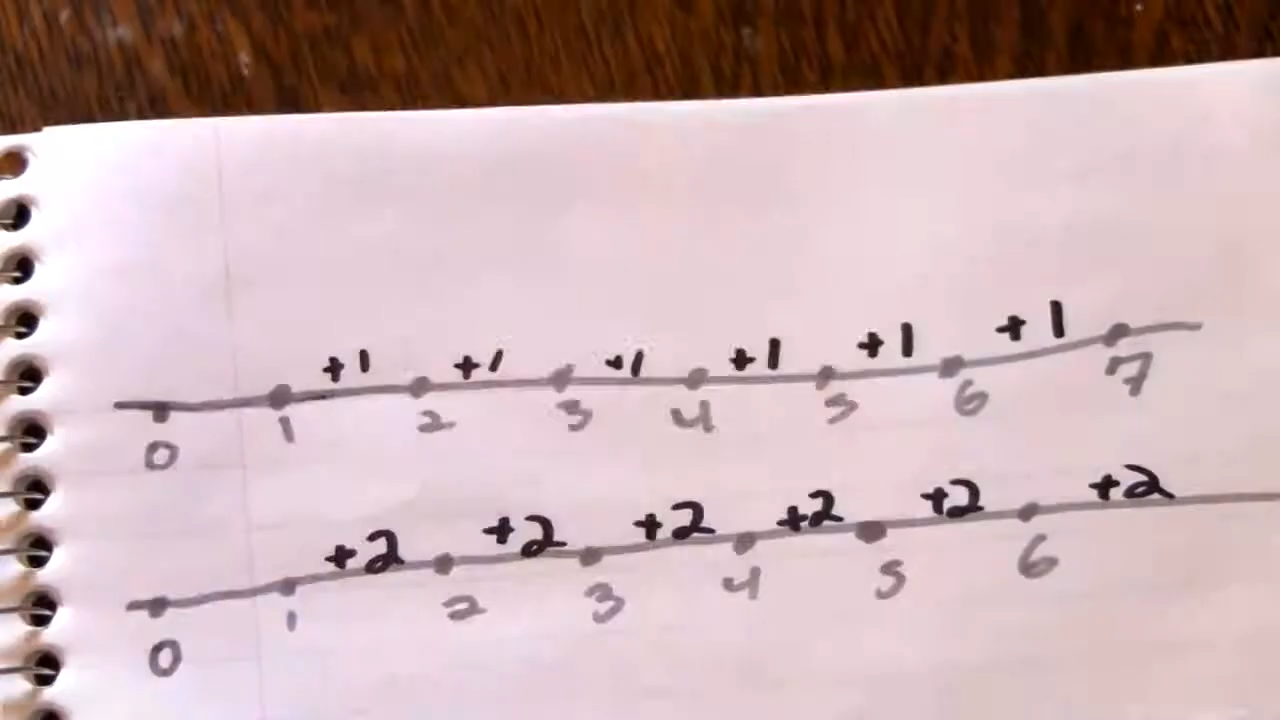 +1 +1 +1 +1 +1 +1
0 1 2 3 4 5 6 7
+2 +2 +2 +2 +2 +2
0 1 2 3 4 5 6